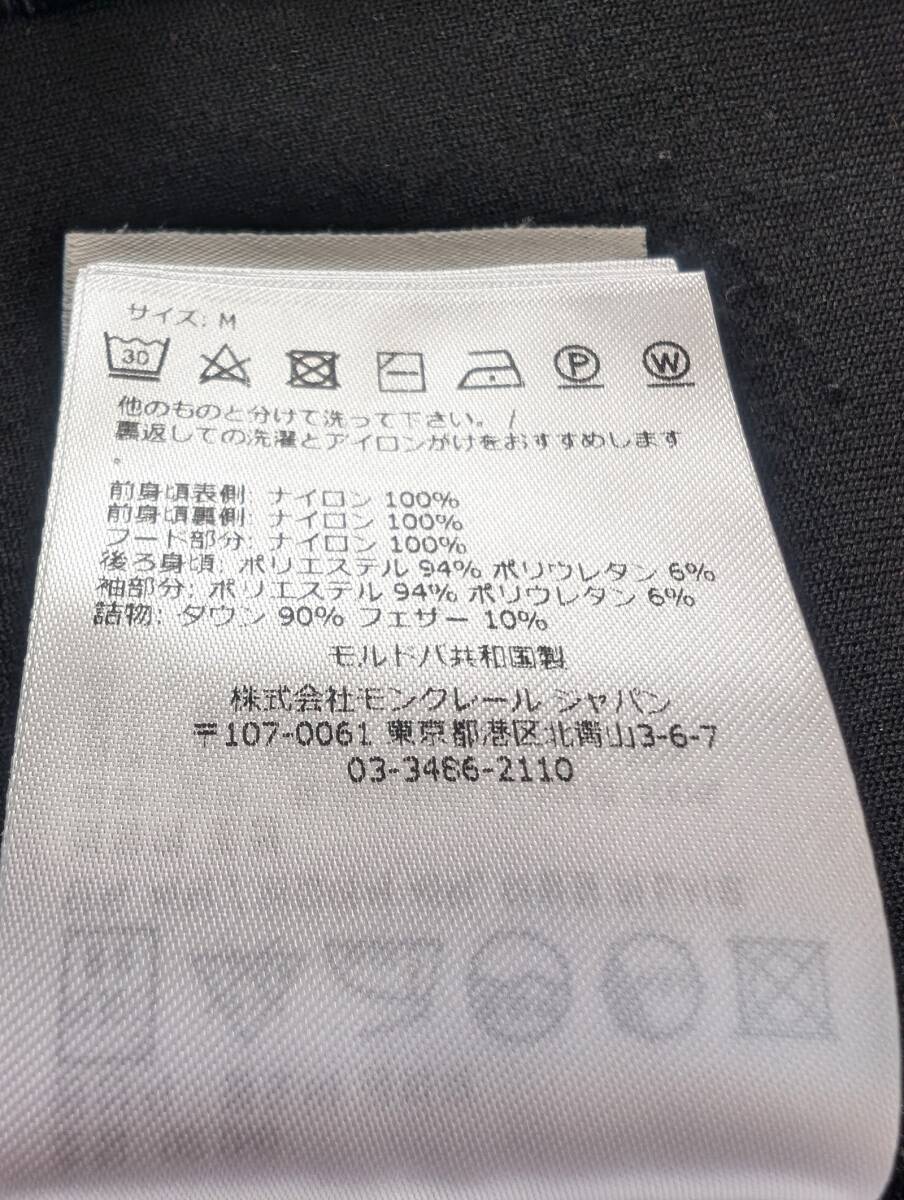 サイズ: M
30
P
W
他のものと分けて洗って下さい。/
裏返しての洗濯とアイロンがけをおすすめします
。
前身頃表側: ナイロン 100%
前身頃裏側: ナイロン 100%
フード部分: ナイロン 100%
後ろ身頃: ポリエステル 94% ポリウレタン 6%
袖部分: ポリエステル 94% ポリウレタン 6%
詰物: ダウン 90% フェザー 10%
モルドバ共和国製
株式会社モンクレール ジャパン
〒107-0061 東京都港区北青山3-6-7
03-3486-2110